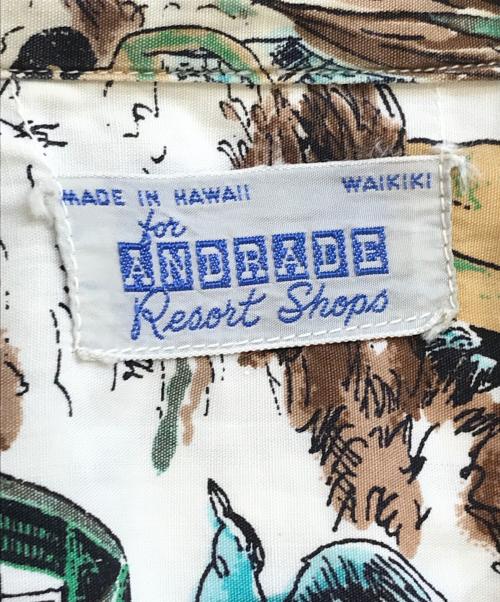 MADE IN HAWAII WAIKIKI
for
ANDRADE
Resort Shops